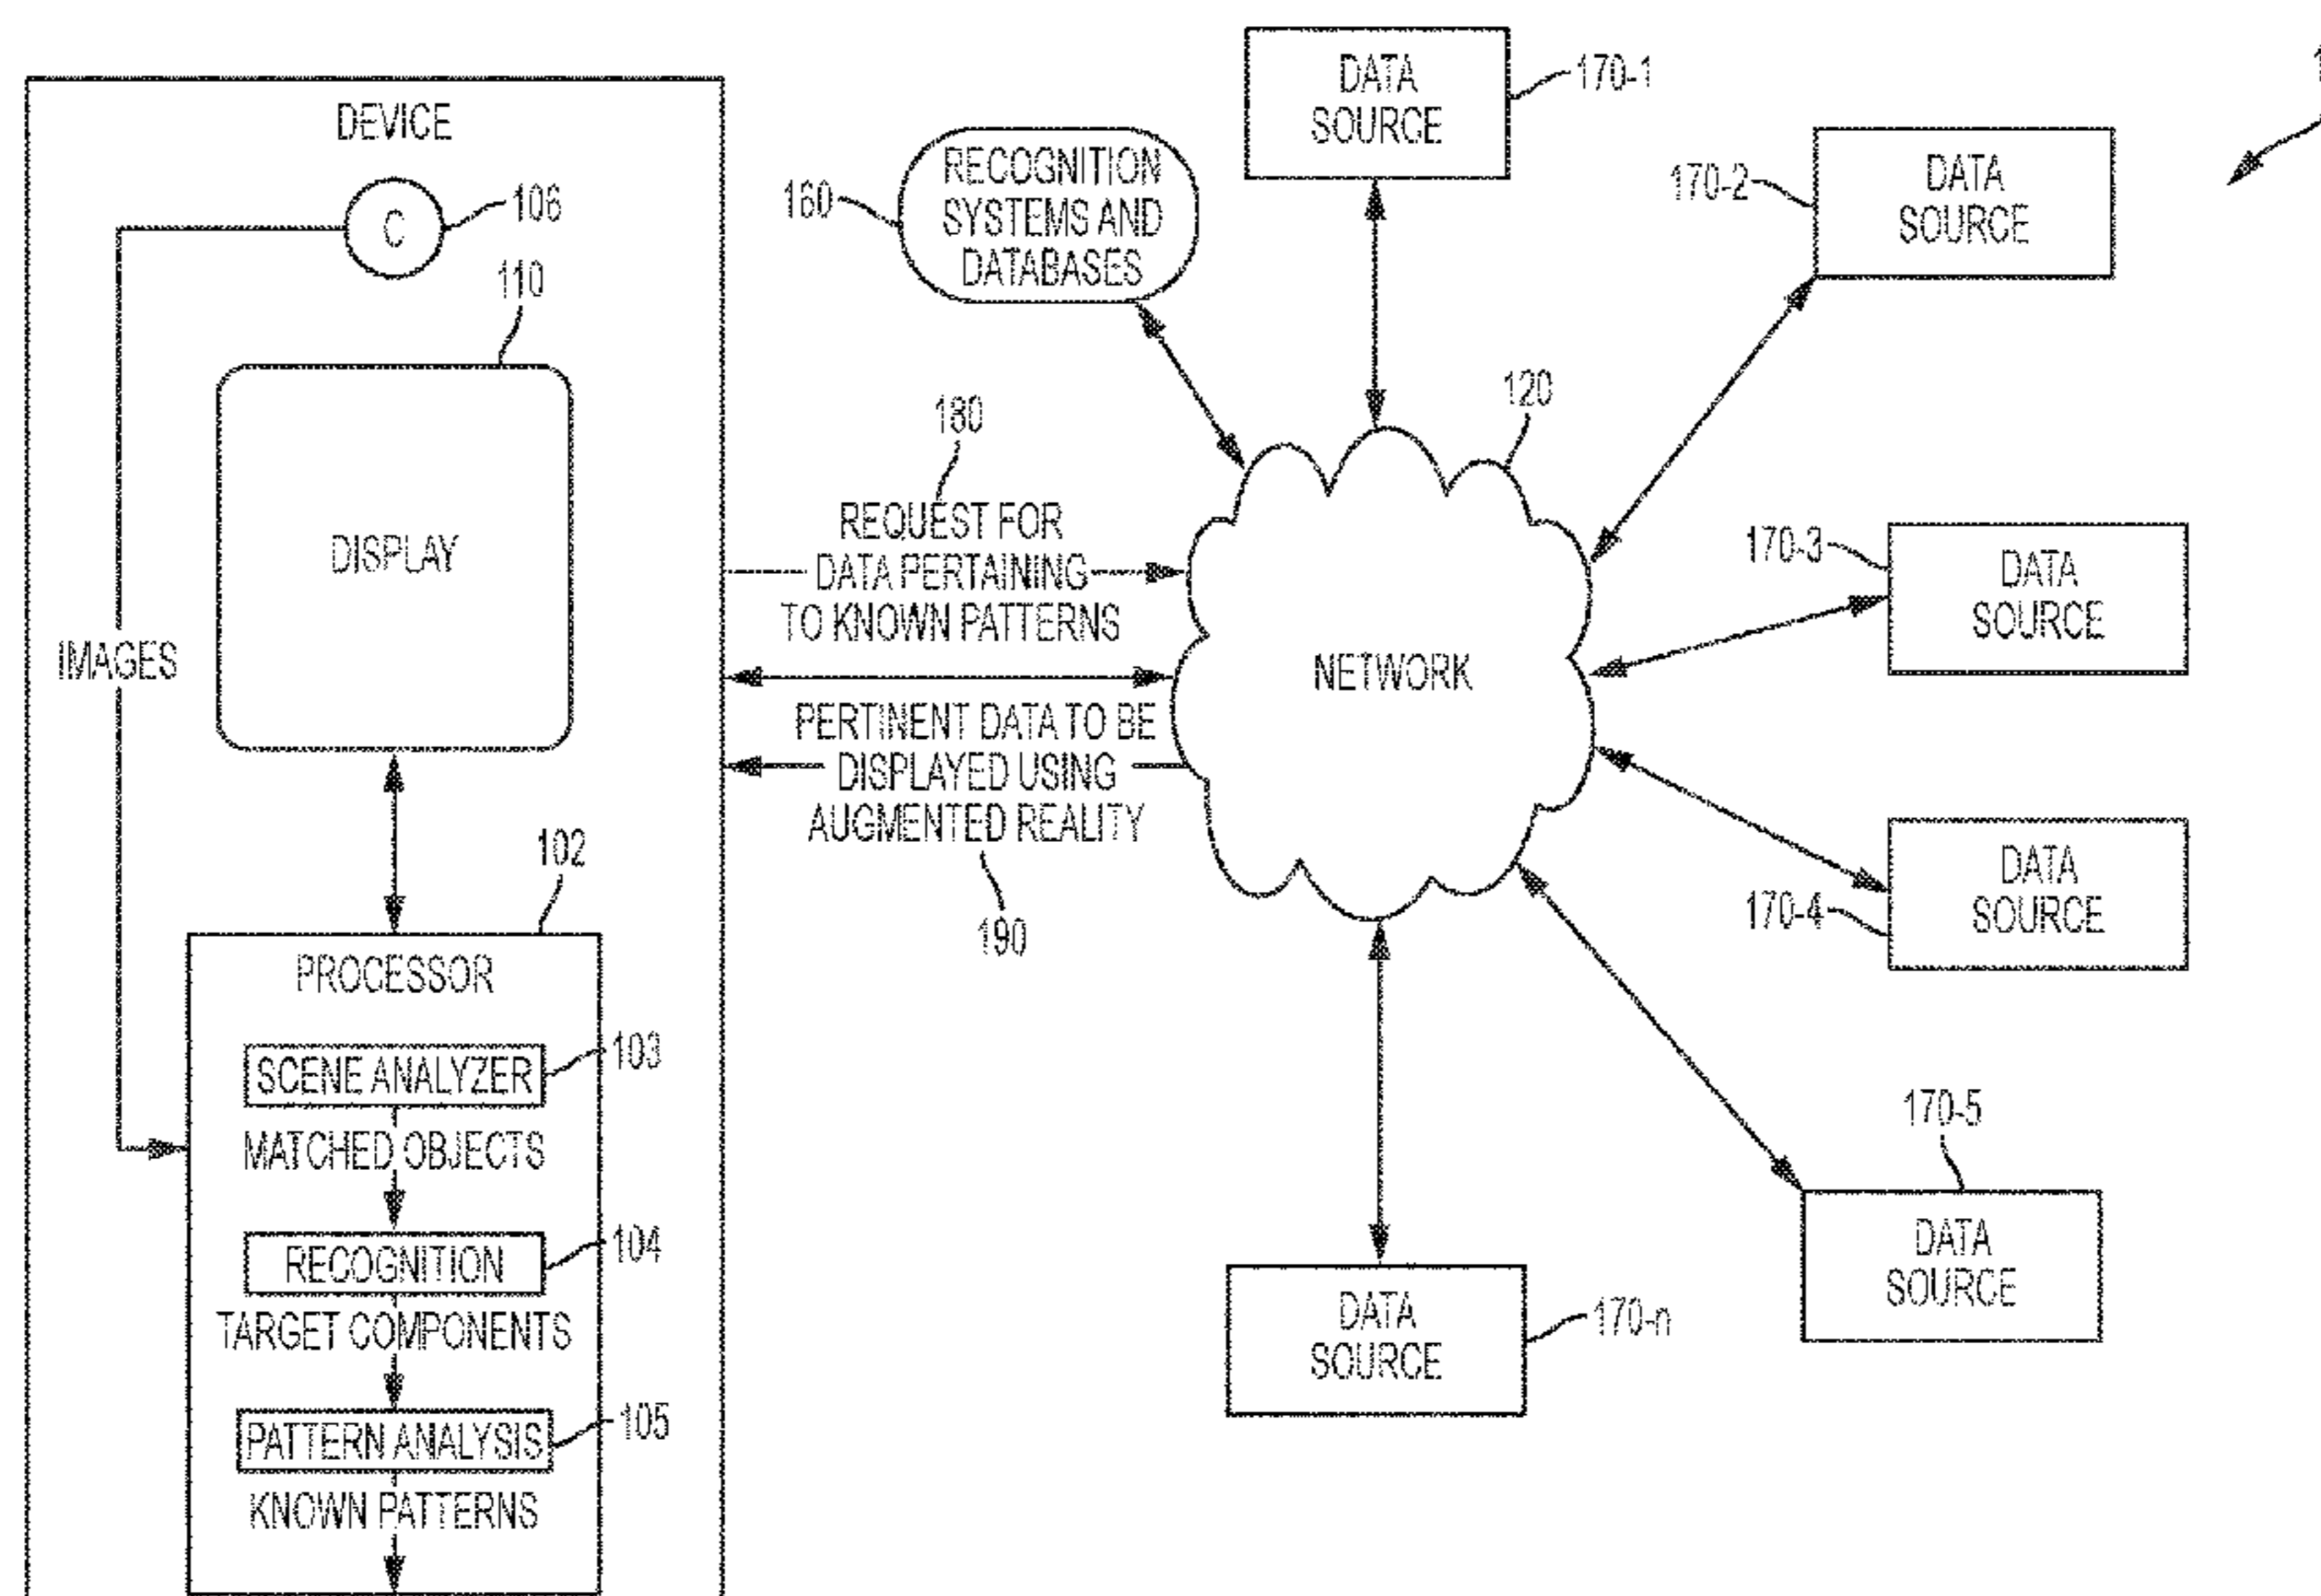 DEVICE
C
106
110
DISPLAY
IMAGES
102
PROCESSOR
SCENE ANALYZER
103
MATCHED OBJECTS
RECOGNITION
104
TARGET COMPONENTS
PATTERN ANALYSIS
105
KNOWN PATTERNS
160
RECOGNITION
SYSTEMS AND
DATABASES
180
REQUEST FOR
DATA PERTAINING
TO KNOWN PATTERNS
PERTINENT DATA TO BE
DISPLAYED USING
AUGMENTED REALITY
190
120
NETWORK
DATA
SOURCE
170-1
170-2
DATA
SOURCE
170-3
DATA
SOURCE
170-4
DATA
SOURCE
170-5
DATA
SOURCE
DATA
SOURCE
170-n